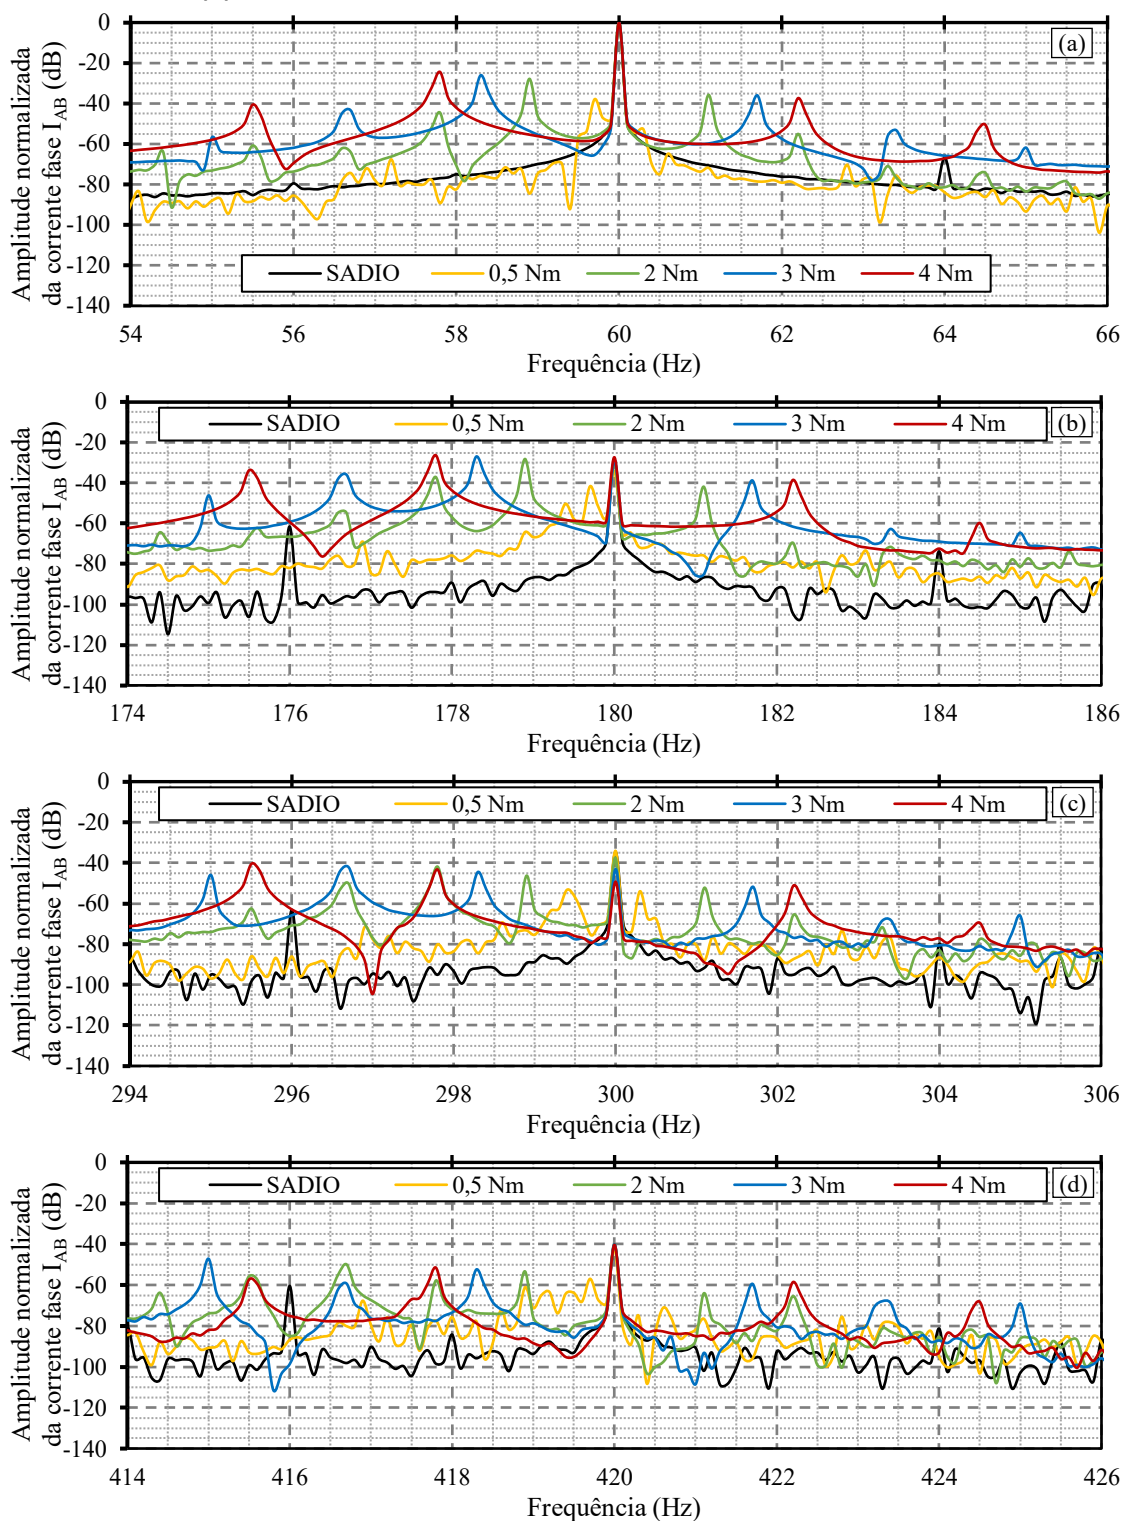 Amplitude normalizada
da corrente fase I_AB (dB)
0
-20
-40
-60
-80
-100
-120
-140
(a)
SADIO 0,5 Nm 2 Nm 3 Nm 4 Nm
54 56 58 60 62 64 66
Frequência (Hz)
Amplitude normalizada
da corrente fase I_AB (dB)
0
-20
-40
-60
-80
-100
-120
-140
SADIO 0,5 Nm 2 Nm 3 Nm 4 Nm
(b)
174 176 178 180 182 184 186
Frequência (Hz)
Amplitude normalizada
da corrente fase I_AB (dB)
0
-20
-40
-60
-80
-100
-120
-140
SADIO 0,5 Nm 2 Nm 3 Nm 4 Nm
(c)
294 296 298 300 302 304 306
Frequência (Hz)
Amplitude normalizada
da corrente fase I_AB (dB)
0
-20
-40
-60
-80
-100
-120
-140
SADIO 0,5 Nm 2 Nm 3 Nm 4 Nm
(d)
414 416 418 420 422 424 426
Frequência (Hz)